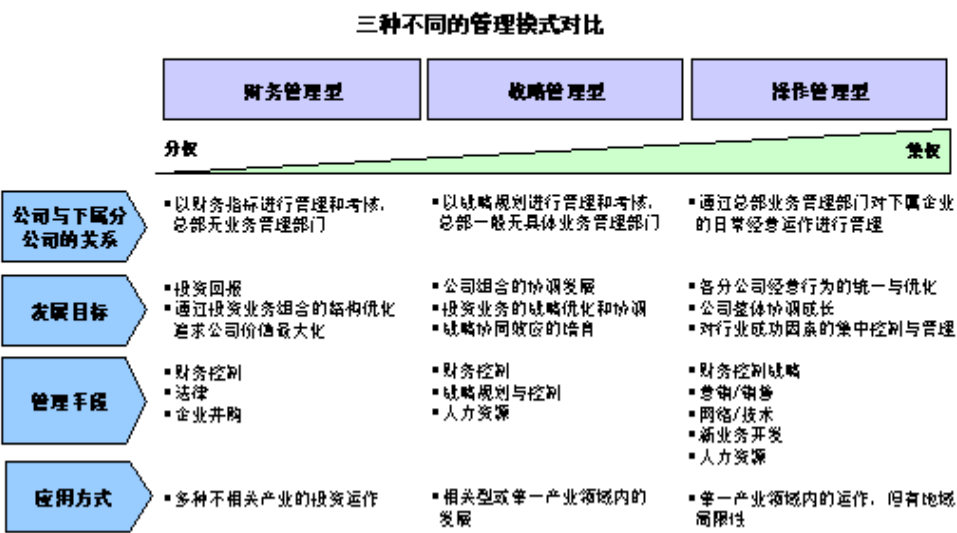 三种不同的管理模式对比
财务管理型
战略管理型
操作管理型
分权
集权
公司与下属分
公司的关系
▪以财务指标进行管理和考核，
总部无业务管理部门
▪以战略规划进行管理和考核，
总部一般无具体业务管理部门
▪通过总部业务管理部门对下属企业
的日常经营运作进行管理
发展目标
▪投资回报
▪通过投资业务组合的结构优化
追求公司价值最大化
▪公司组合的协调发展
▪投资业务的战略优化和协调
▪战略协同效应的培育
▪各分公司经营行为的统一与优化
▪公司整体协调成长
▪对行业成功因素的集中控制与管理
管理手段
▪财务控制
▪法律
▪企业并购
▪财务控制
▪战略规划与控制
▪人力资源
▪财务控制战略
▪营销/销售
▪网络/技术
▪新业务开发
▪人力资源
应用方式
▪多种不相关产业的投资运作
▪相关型或单一产业领域内的
发展
▪单一产业领域内的运作，但有地域
局限性